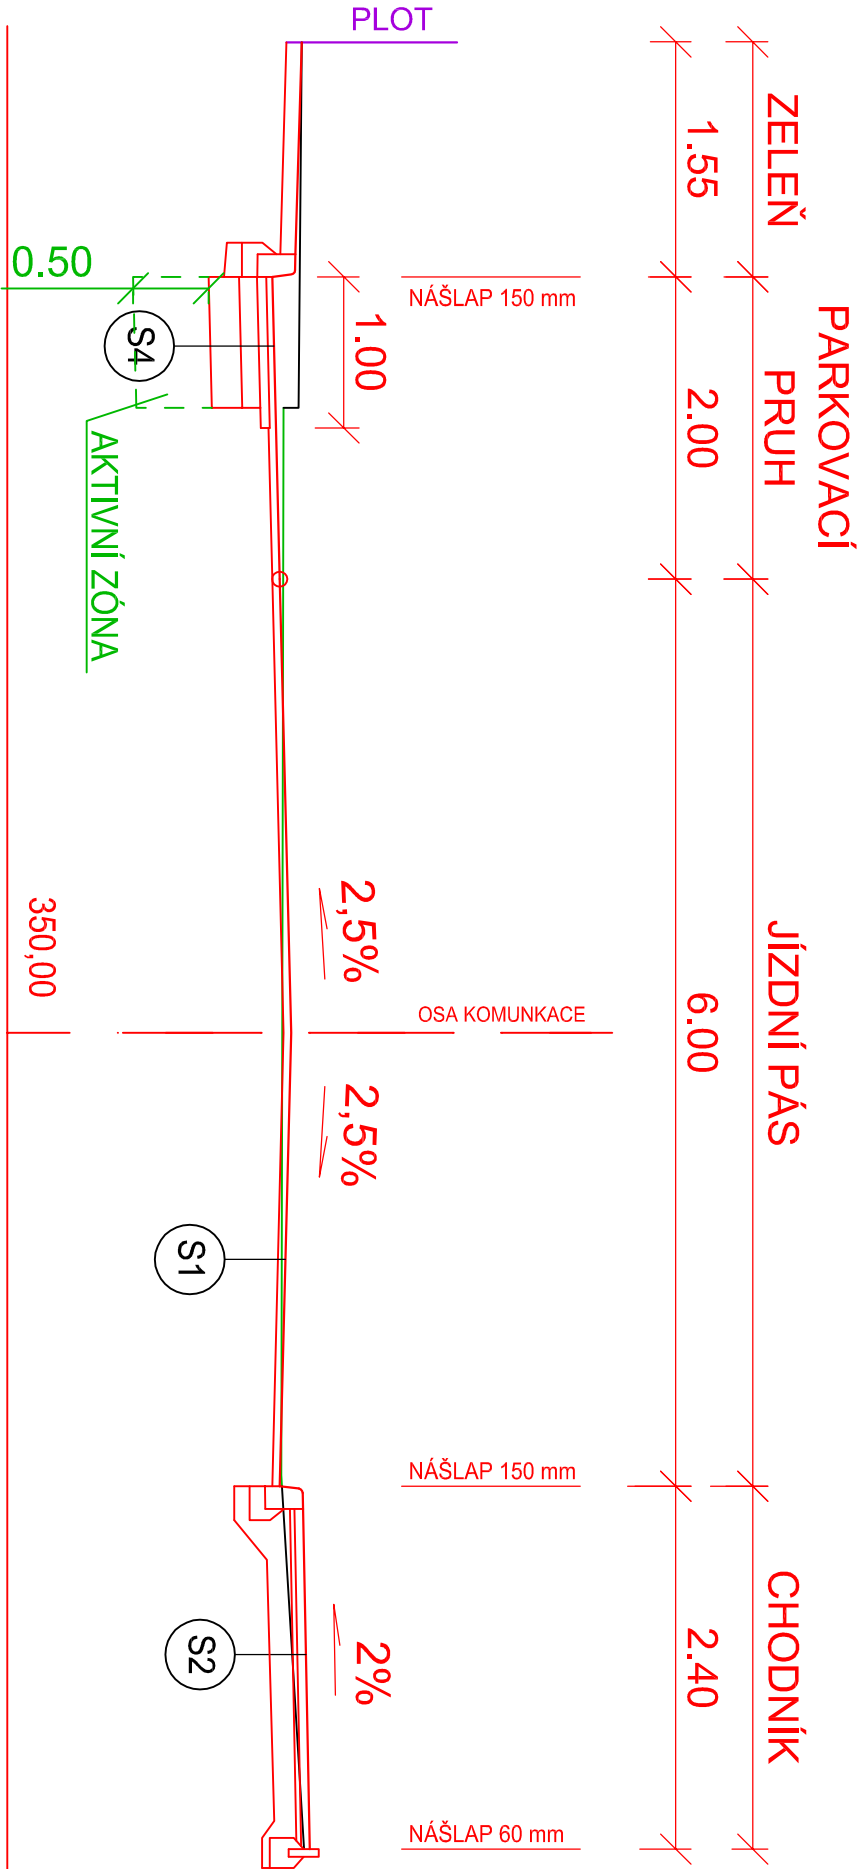 PLOT
ZELEŇ
1.55
0.50
NÁŠLAP 150 mm
PARKOVACÍ
PRUH
2.00
1.00
S4
AKTIVNÍ ZÓNA
JÍZDNÍ PÁS
6.00
2,5%
350,00
OSA KOMUNKACE
2,5%
S1
NÁŠLAP 150 mm
CHODNÍK
2.40
2%
S2
NÁŠLAP 60 mm